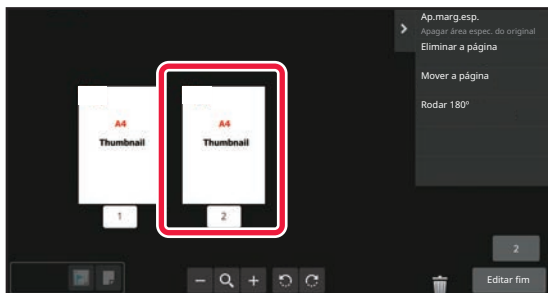 Ap.marg.esp.
Apagar área espec. do original
Eliminar a página
Mover a página
Rodar 180°
A4
Thumbnail
A4
Thumbnail
1
2
2
Editar fim